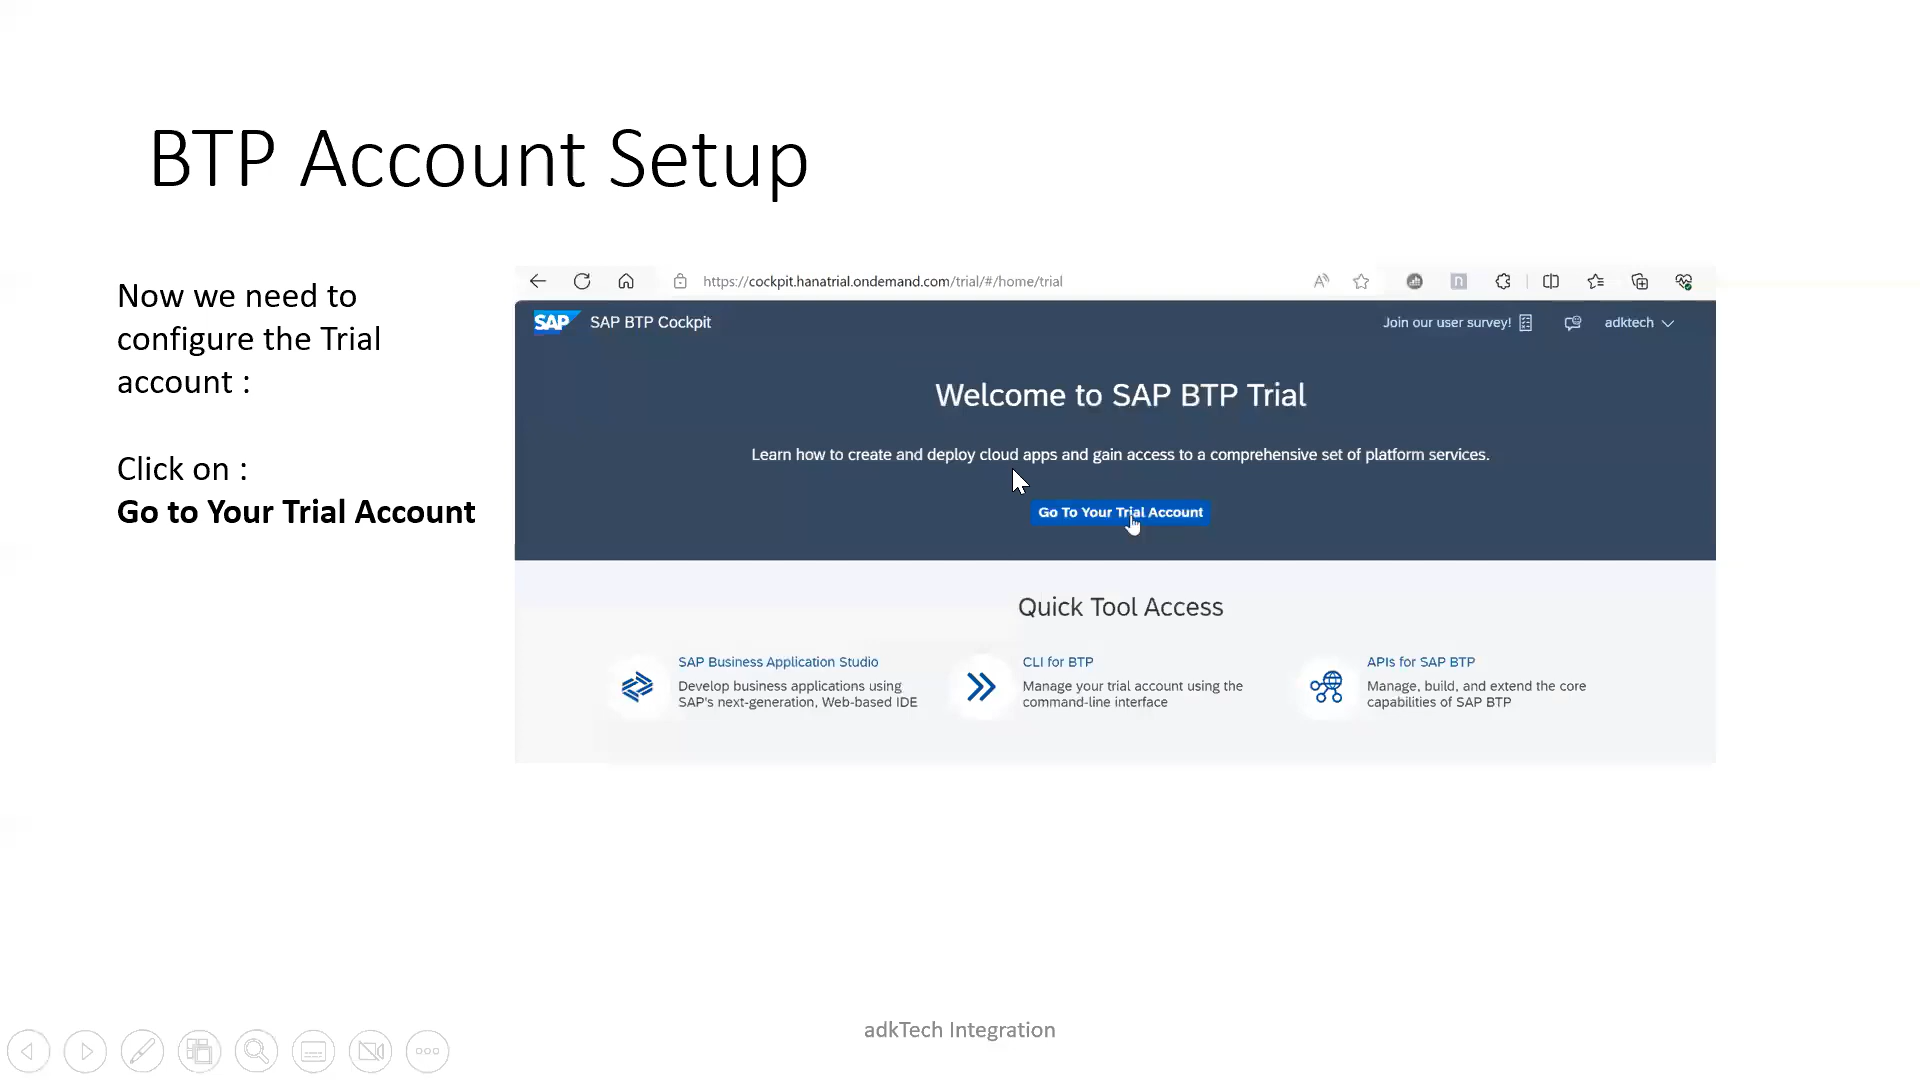 BTP Account Setup
Now we need to
configure the Trial
account :
Click on :
Go to Your Trial Account
https://cockpit.hanatrial.ondemand.com/trial/#/home/trial
SAP SAP BTP Cockpit
Join our user survey!
adktech
Welcome to SAP BTP Trial
Learn how to create and deploy cloud apps and gain access to a comprehensive set of platform services.
Go To Your Trial Account
Quick Tool Access
SAP Business Application Studio
Develop business applications using
SAP's next-generation, Web-based IDE
CLI for BTP
Manage your trial account using the
command-line interface
APIs for SAP BTP
Manage, build, and extend the core
capabilities of SAP BTP
adkTech Integration